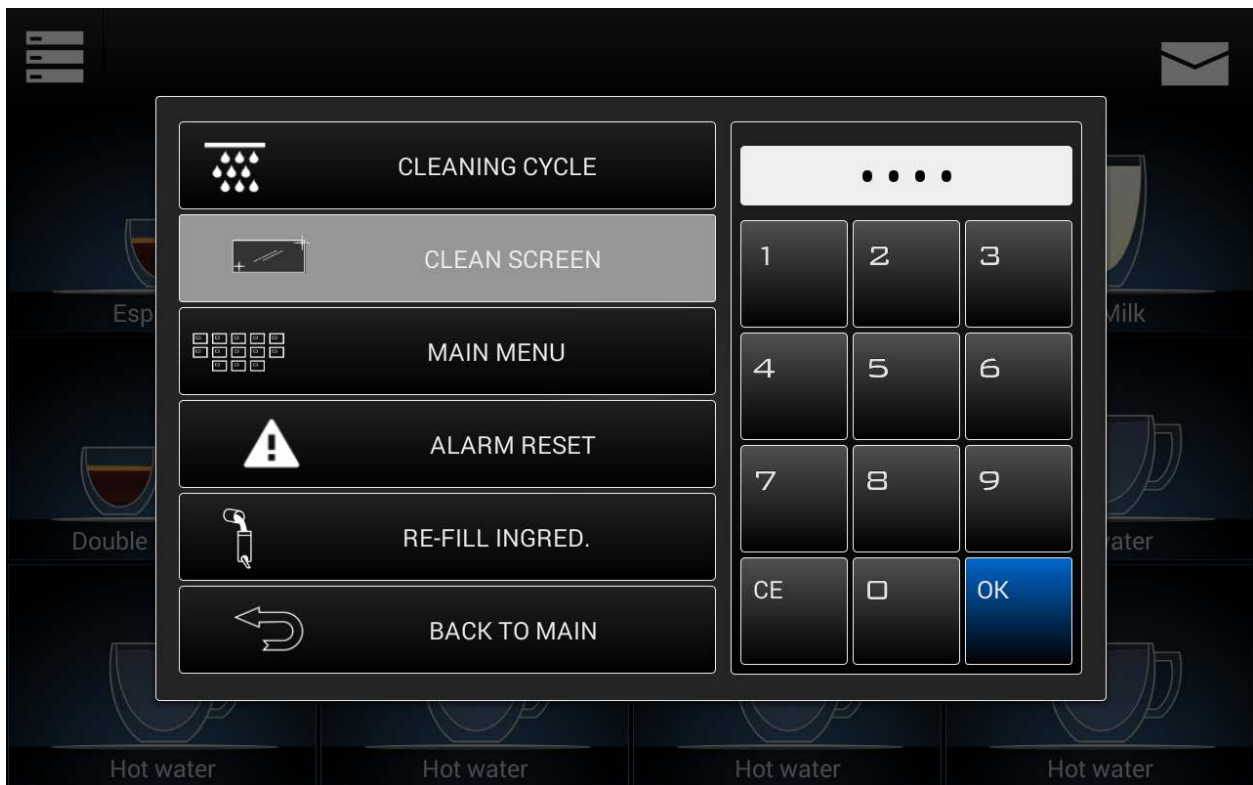 CLEANING CYCLE
CLEAN SCREEN
MAIN MENU
ALARM RESET
RE-FILL INGRED.
BACK TO MAIN
••••
1 2 3
4 5 6
7 8 9
CE 0 OK
Esp
Milk
Double
ater
Hot water Hot water Hot water Hot water